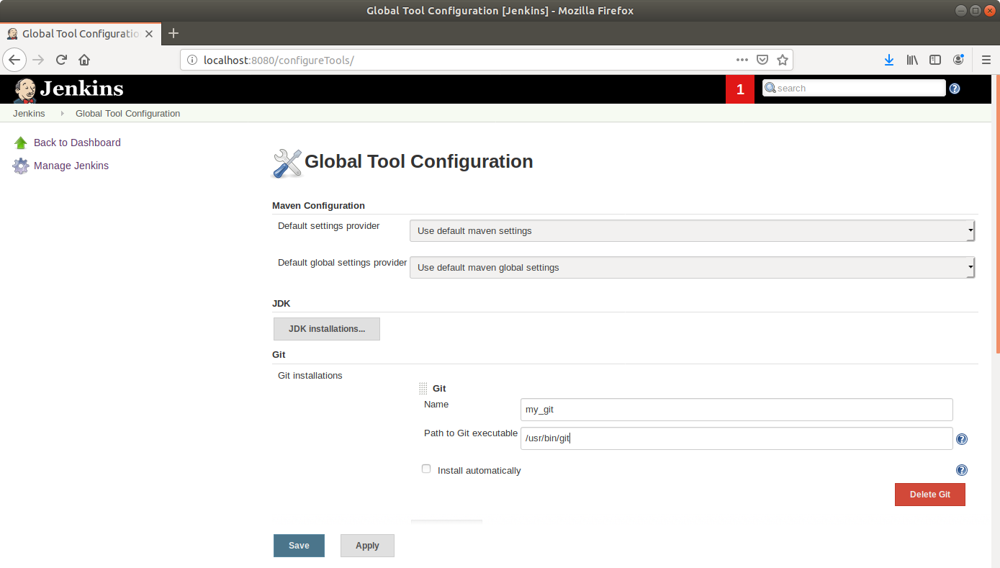 Global Tool Configuration [Jenkins] - Mozilla Firefox
Global Tool Configuratio
localhost:8080/configureTools/
Jenkins
1
search
Jenkins
Global Tool Configuration
Back to Dashboard
Manage Jenkins
Global Tool Configuration
Maven Configuration
Default settings provider
Use default maven settings
Default global settings provider
Use default maven global settings
JDK
JDK installations...
Git
Git installations
Git
Name
my_git
Path to Git executable
/usr/bin/git
Install automatically
Delete Git
Save
Apply